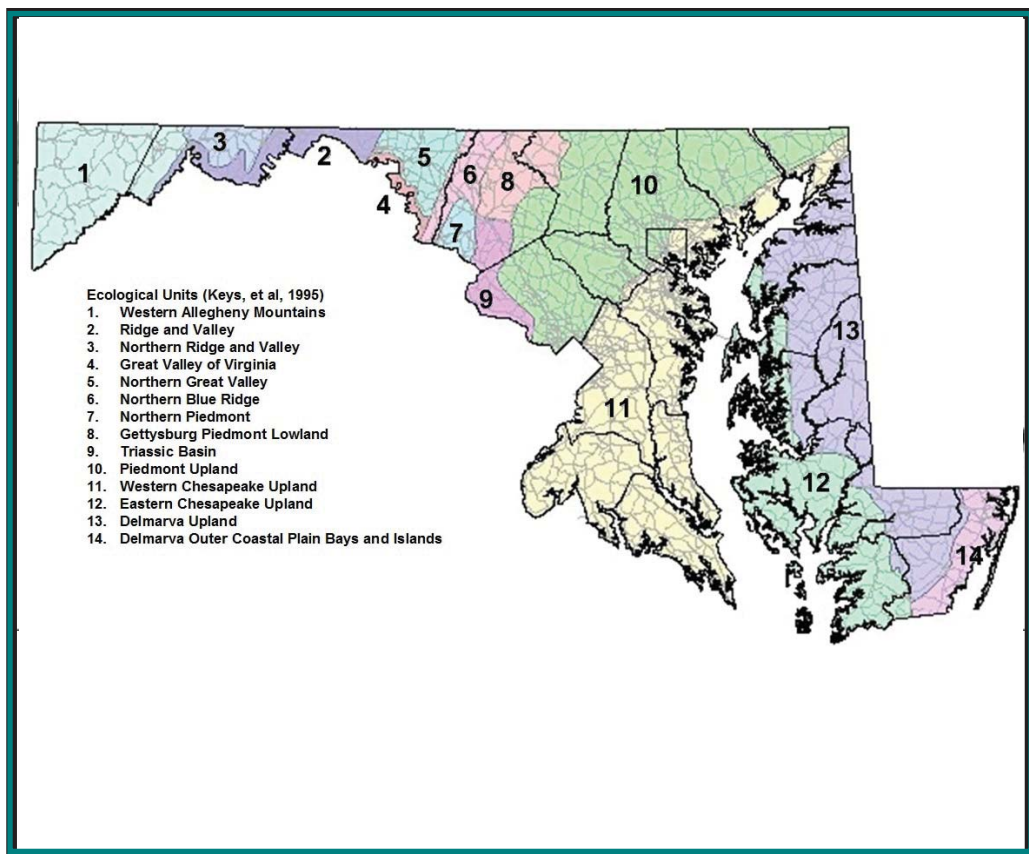 1
3
2
5
6
8
10
4
7
9
13
11
12
14
Ecological Units (Keys, et al, 1995)
1. Western Allegheny Mountains
2. Ridge and Valley
3. Northern Ridge and Valley
4. Great Valley of Virginia
5. Northern Great Valley
6. Northern Blue Ridge
7. Northern Piedmont
8. Gettysburg Piedmont Lowland
9. Triassic Basin
10. Piedmont Upland
11. Western Chesapeake Upland
12. Eastern Chesapeake Upland
13. Delmarva Upland
14. Delmarva Outer Coastal Plain Bays and Islands